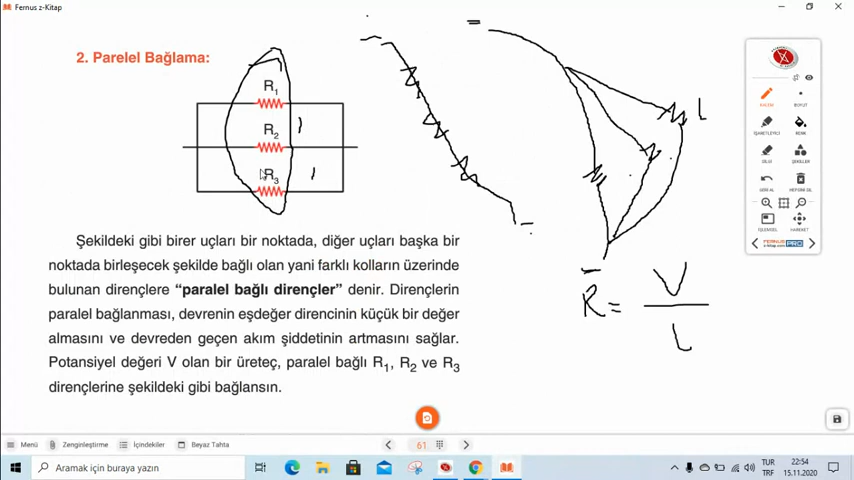 Fernus z-Kitap
2. Parelel Bağlama:
R1
R2
R3
Şekildeki gibi birer uçları bir noktada, diğer uçları başka bir
noktada birleşecek şekilde bağlı olan yani farklı kolların üzerinde
bulunan dirençlere “paralel bağlı dirençler” denir. Dirençlerin
paralel bağlanması, devrenin eşdeğer direncinin küçük bir değer
almasını ve devreden geçen akım şiddetinin artmasını sağlar.
Potansiyel değeri V olan bir üreteç, paralel bağlı R1, R2 ve R3
dirençlerine şekildeki gibi bağlansın.
R = V
KALEM
BOYUT
İŞARETLEYİCİ
RENK
SİLGİ
ŞEKİLLER
GERİ AL
HEPSİNİ SİL
İŞLEMLER
HAREKET
FERNUS
PRO
Menü
Zenginleştirme
İçindekiler
Beyaz Tahta
61
Aramak için buraya yazın
TUR
TRF
22:54
15.11.2020